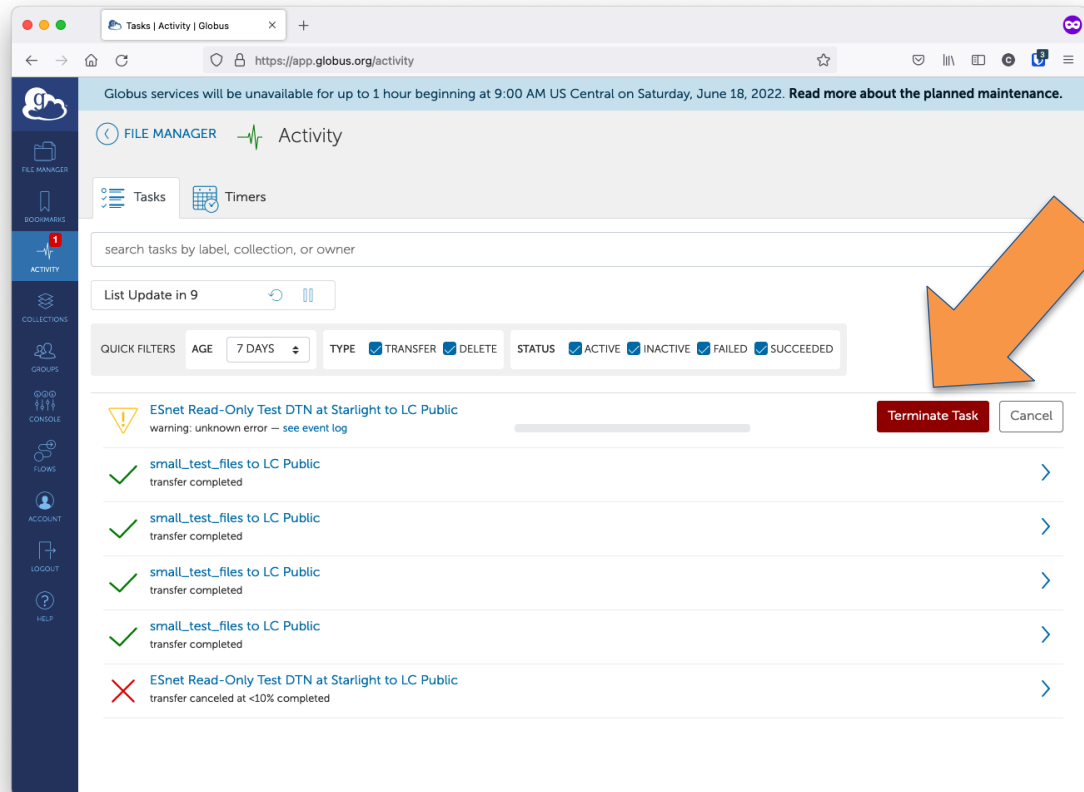 Tasks | Activity | Globus
https://app.globus.org/activity
3
Globus services will be unavailable for up to 1 hour beginning at 9:00 AM US Central on Saturday, June 18, 2022. Read more about the planned maintenance.
g
FILE MANAGER
Activity
FILE MANAGER
BOOKMARKS
1
ACTIVITY
COLLECTIONS
GROUPS
CONSOLE
FLOWS
ACCOUNT
LOGOUT
HELP
Tasks
Timers
search tasks by label, collection, or owner
List Update in 9
QUICK FILTERS AGE 7 DAYS TYPE TRANSFER DELETE STATUS ACTIVE INACTIVE FAILED SUCCEEDED
ESnet Read-Only Test DTN at Starlight to LC Public
warning: unknown error — see event log
Terminate Task
Cancel
small_test_files to LC Public
transfer completed
small_test_files to LC Public
transfer completed
small_test_files to LC Public
transfer completed
small_test_files to LC Public
transfer completed
ESnet Read-Only Test DTN at Starlight to LC Public
transfer canceled at <10% completed